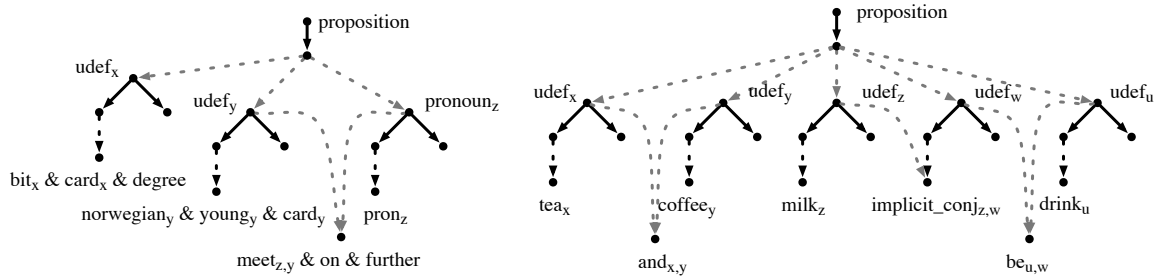 proposition
udef_x
udef_y
pronoun_z
bit_x & card_x & degree
norwegian_y & young_y & card_y
pron_z
meet_z,y & on & further
proposition
udef_x
udef_y
udef_z
udef_w
udef_u
tea_x
coffee_y
milk_z
implicit_conj_z,w
drink_u
and_x,y
be_u,w